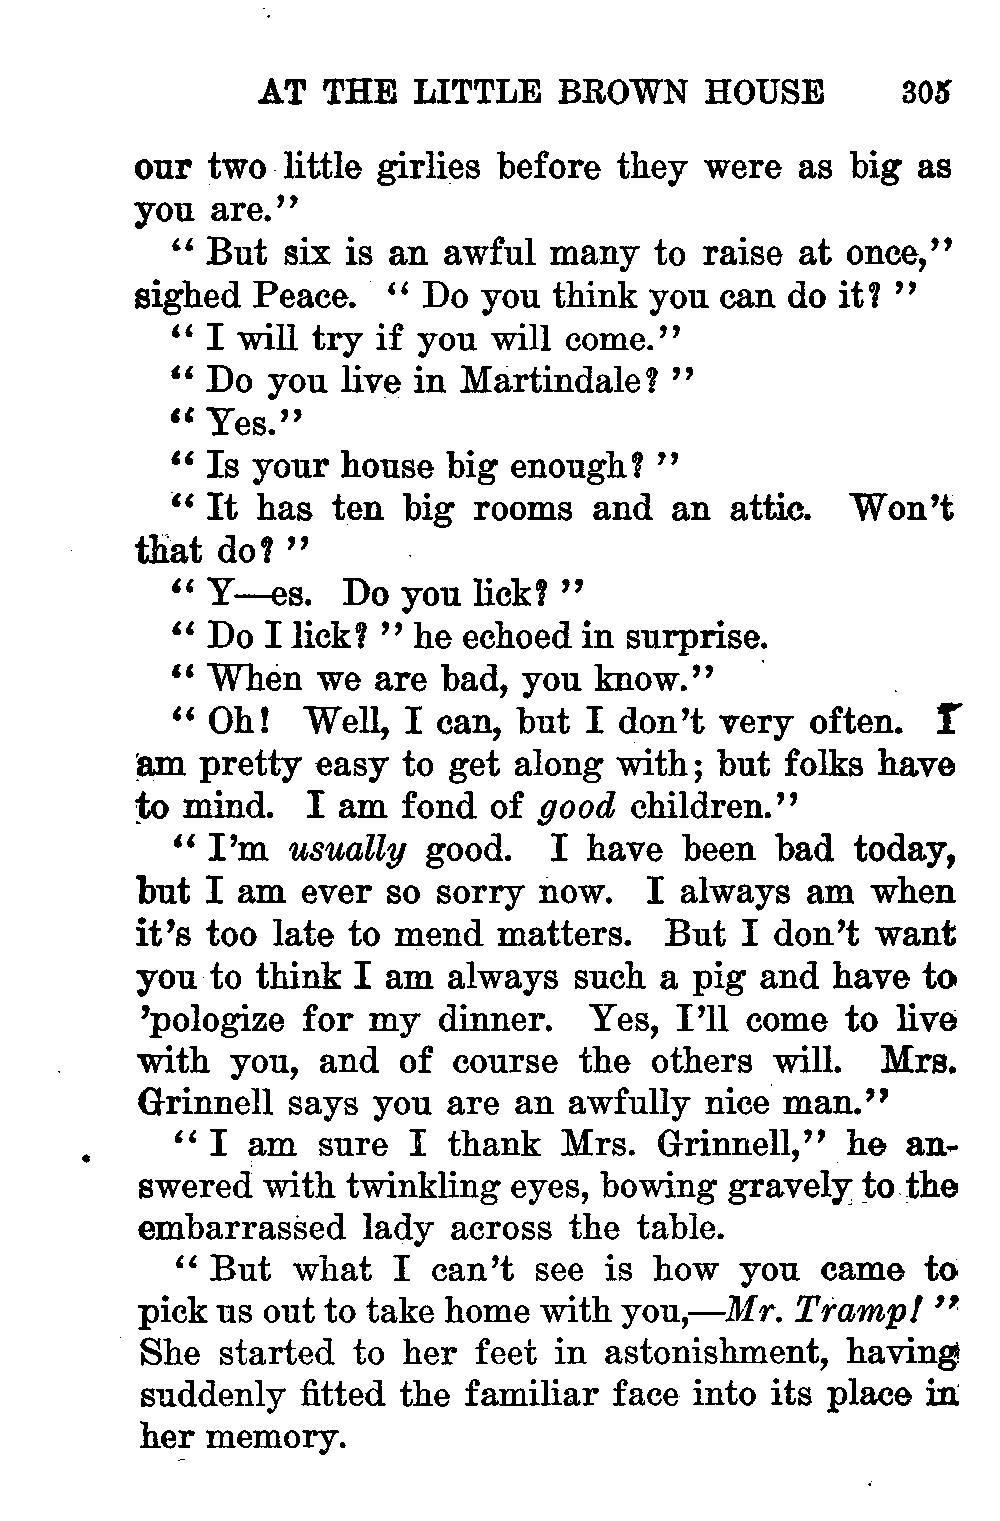 AT THE LITTLE BROWN HOUSE 305
our two little girlies before they were as big as
you are."
" But six is an awful many to raise at once,"
sighed Peace. " Do you think you can do it? "
" I will try if you will come."
" Do you live in Martindale? "
" Yes."
" Is your house big enough? "
" It has ten big rooms and an attic. Won't
that do? "
" Y—es. Do you lick? "
" Do I lick? " he echoed in surprise.
" When we are bad, you know."
" Oh! Well, I can, but I don't very often. I
am pretty easy to get along with; but folks have
to mind. I am fond of good children."
" I'm usually good. I have been bad today,
but I am ever so sorry now. I always am when
it's too late to mend matters. But I don't want
you to think I am always such a pig and have to
'pologize for my dinner. Yes, I'll come to live
with you, and of course the others will. Mrs.
Grinnell says you are an awfully nice man."
" I am sure I thank Mrs. Grinnell," he an-
swered with twinkling eyes, bowing gravely to the
embarrassed lady across the table.
" But what I can't see is how you came to
pick us out to take home with you,—Mr. Tramp! "
She started to her feet in astonishment, having
suddenly fitted the familiar face into its place in
her memory.